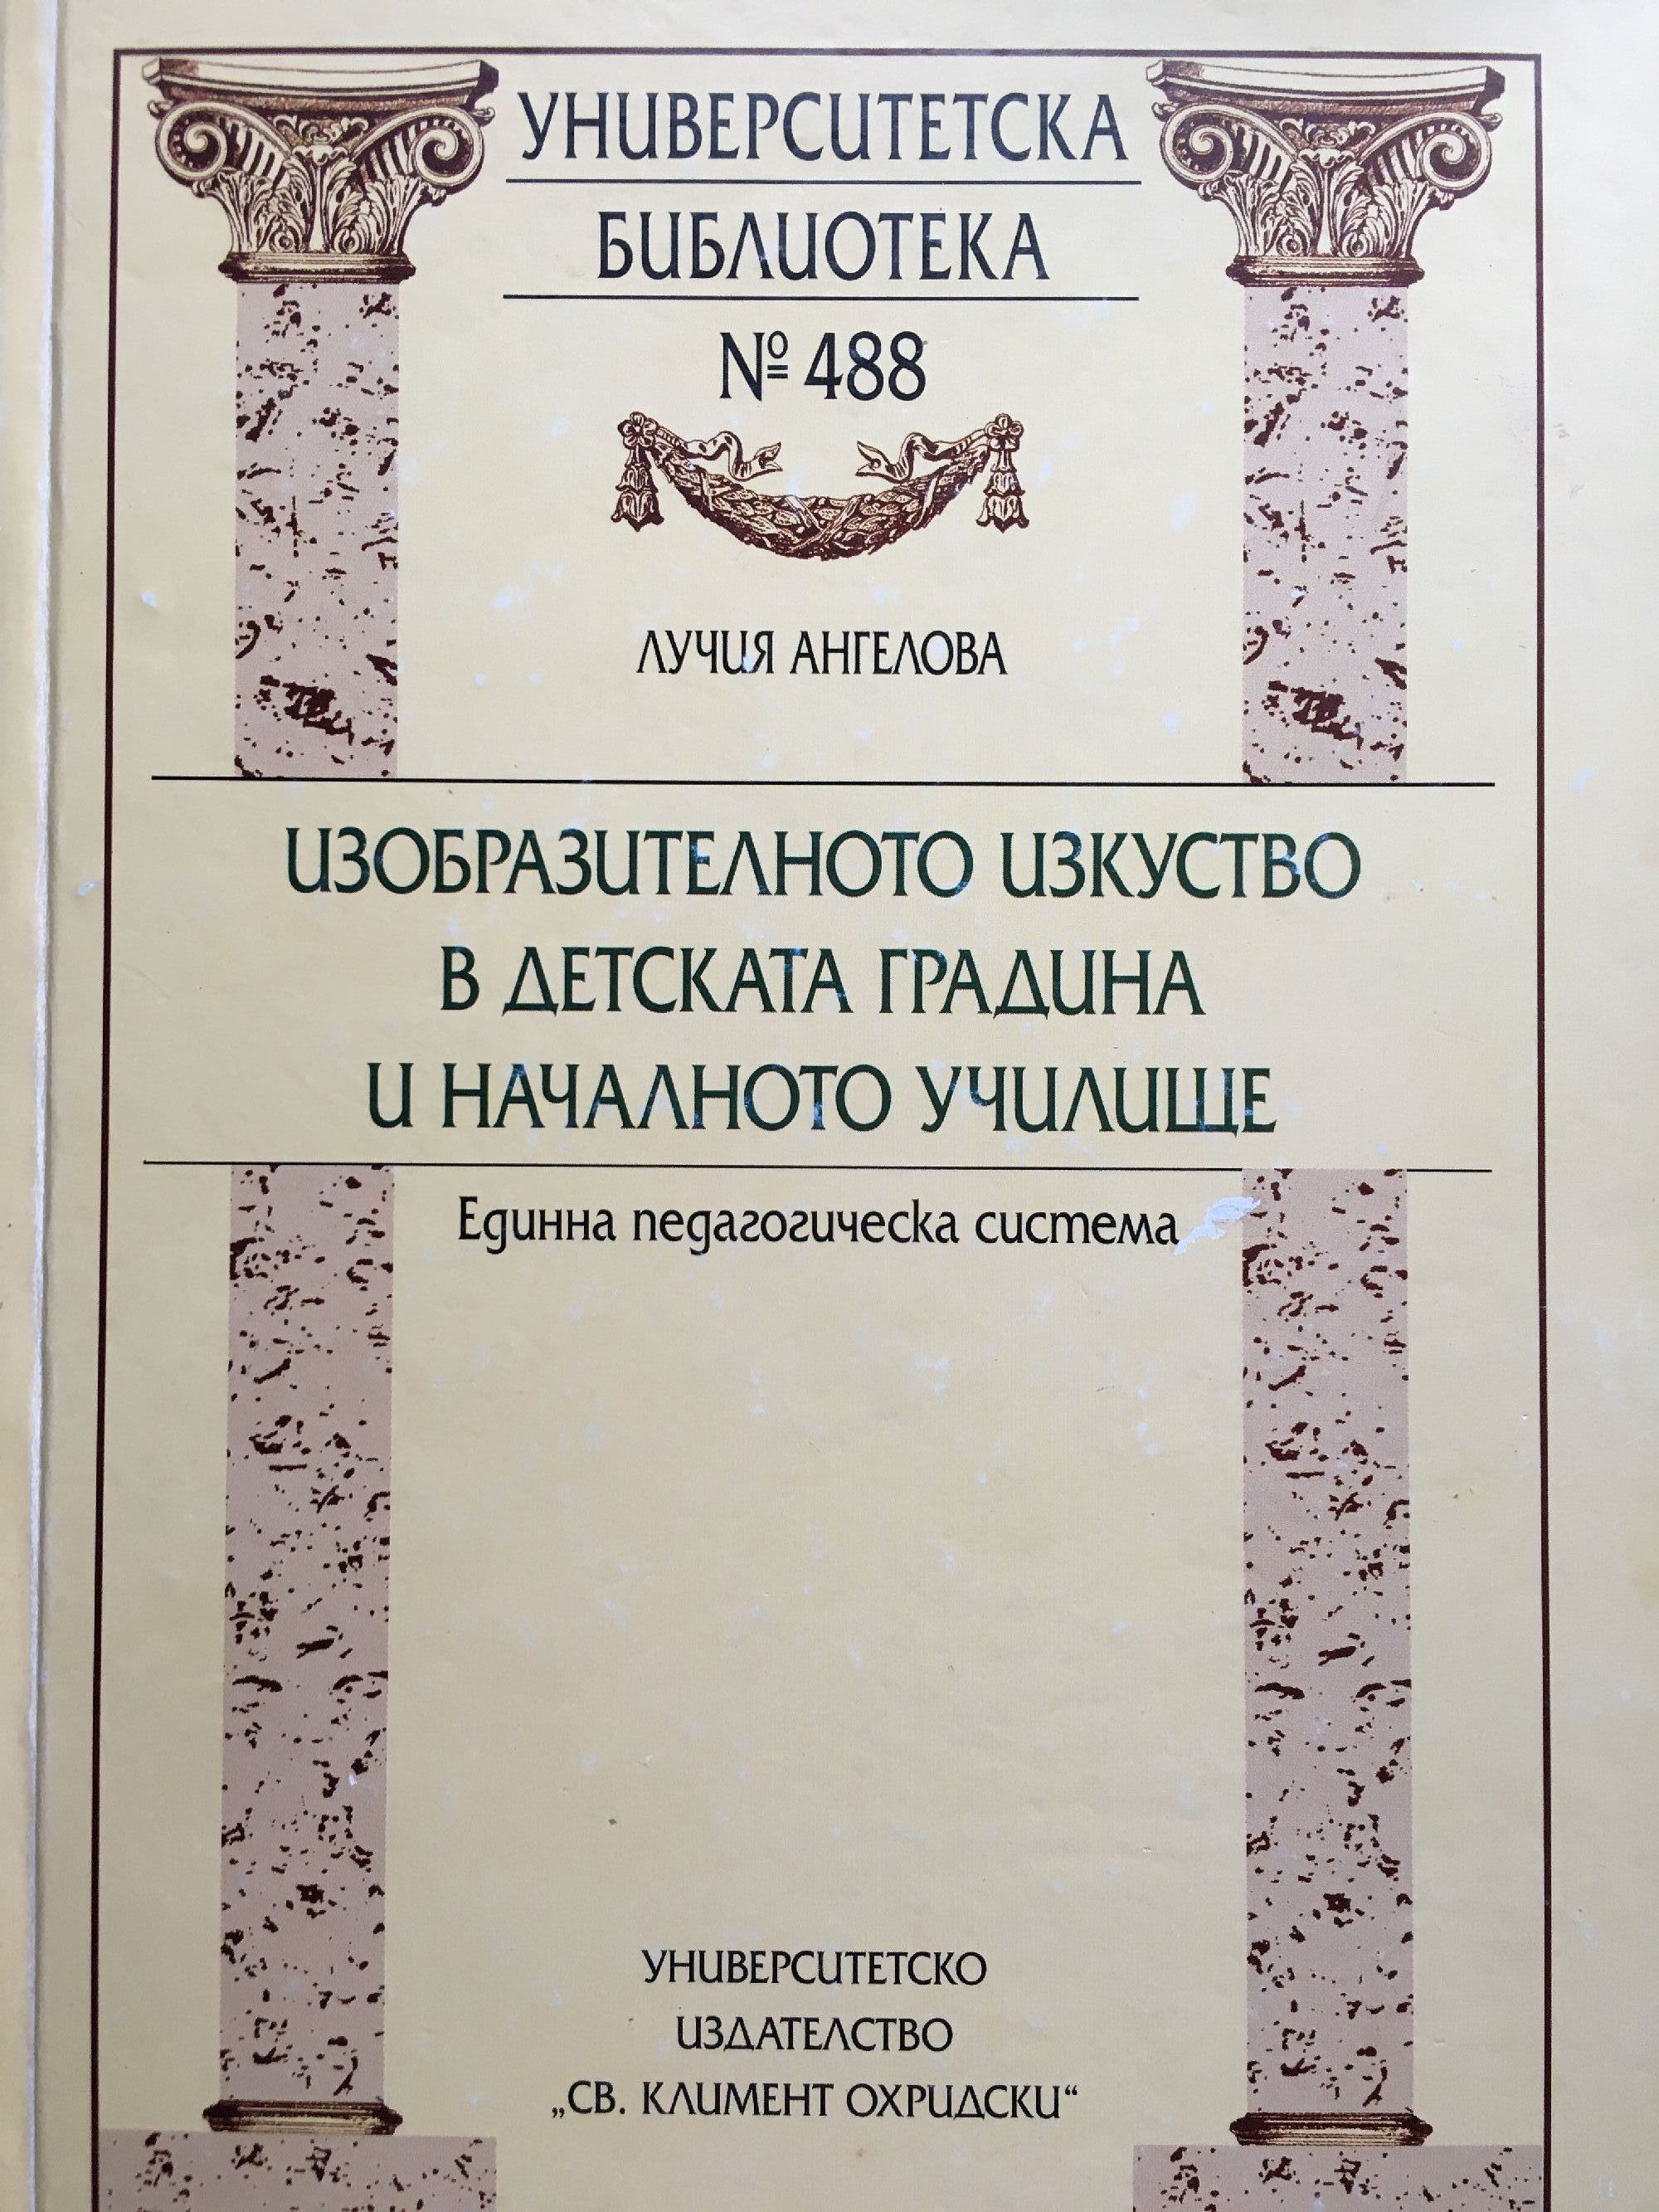 УНИВЕРСИТЕТСКА
БИБЛИОТЕКА
№ 488
ЛУЧИЯ АНГЕЛОВА
ИЗОБРАЗИТЕЛНОТО ИЗКУСТВО
В ДЕТСКАТА ГРАДИНА
И НАЧАЛНОТО УЧИЛИЩЕ
Единна педагогическа система
УНИВЕРСИТЕТСКО
ИЗДАТЕЛСТВО
„СВ. КЛИМЕНТ ОХРИДСКИ“